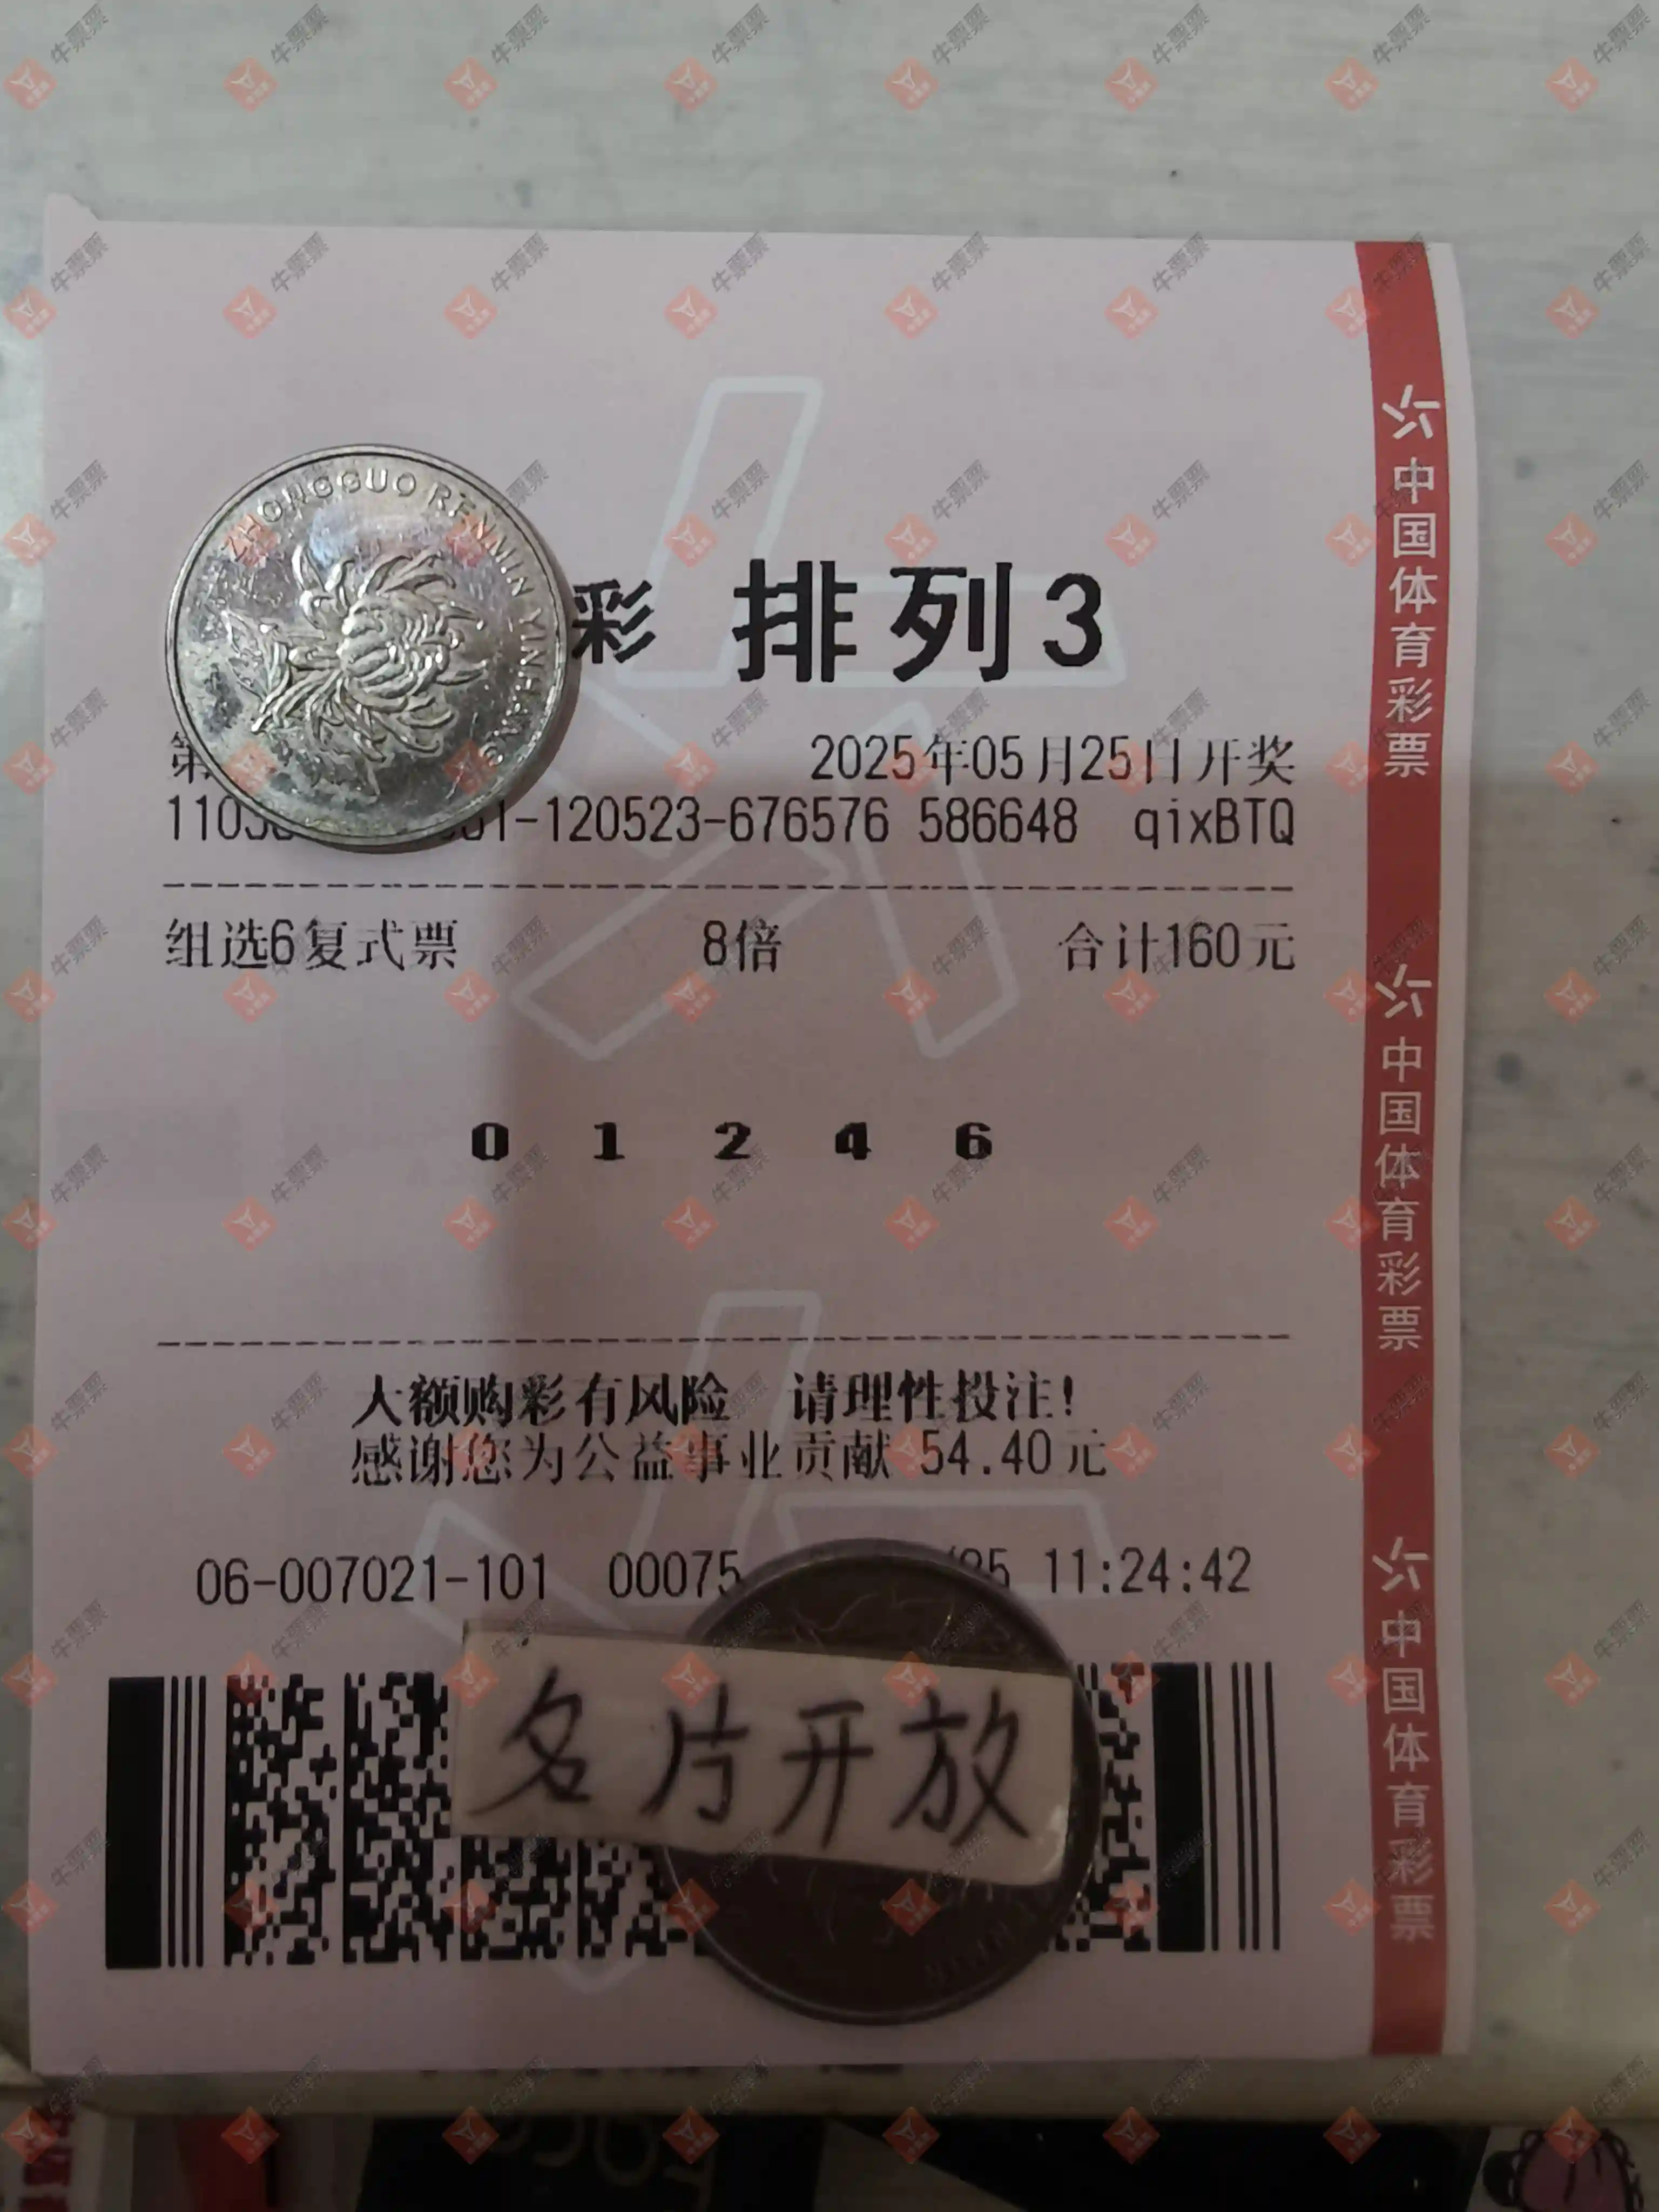 彩 排列3
第
2025年05月25日开奖
1103 -120523-676576 586648 qixBTQ
组选6复式票 8倍 合计160元
0 1 2 4 6
大额购彩有风险 请理性投注!
感谢您为公益事业贡献 54.40元
06-007021-101 00075 /25 11:24:42
名片开放
中国体育彩票
中国体育彩票
中国体育彩票
ZHONGGUO RENMIN YINHANG
牛票票